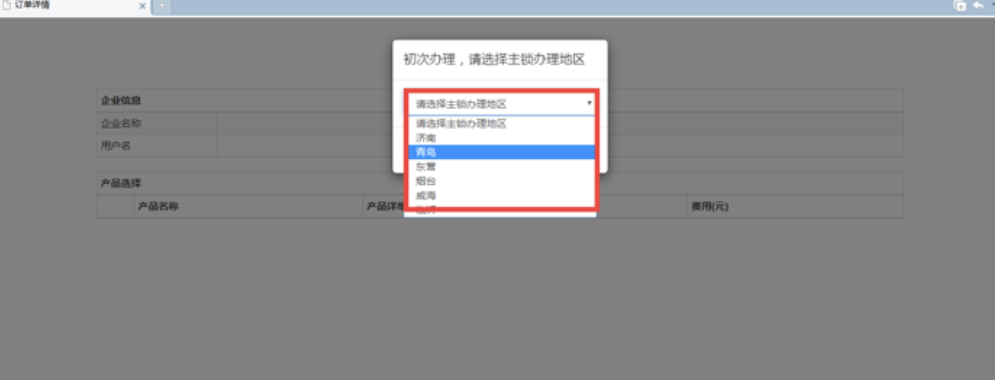 订单详情
初次办理，请选择主锁办理地区
请选择主锁办理地区
请选择主锁办理地区
济南
青岛
东营
烟台
威海
企业信息
企业名称
用户名
产品选择
产品名称 产品详单 费用(元)